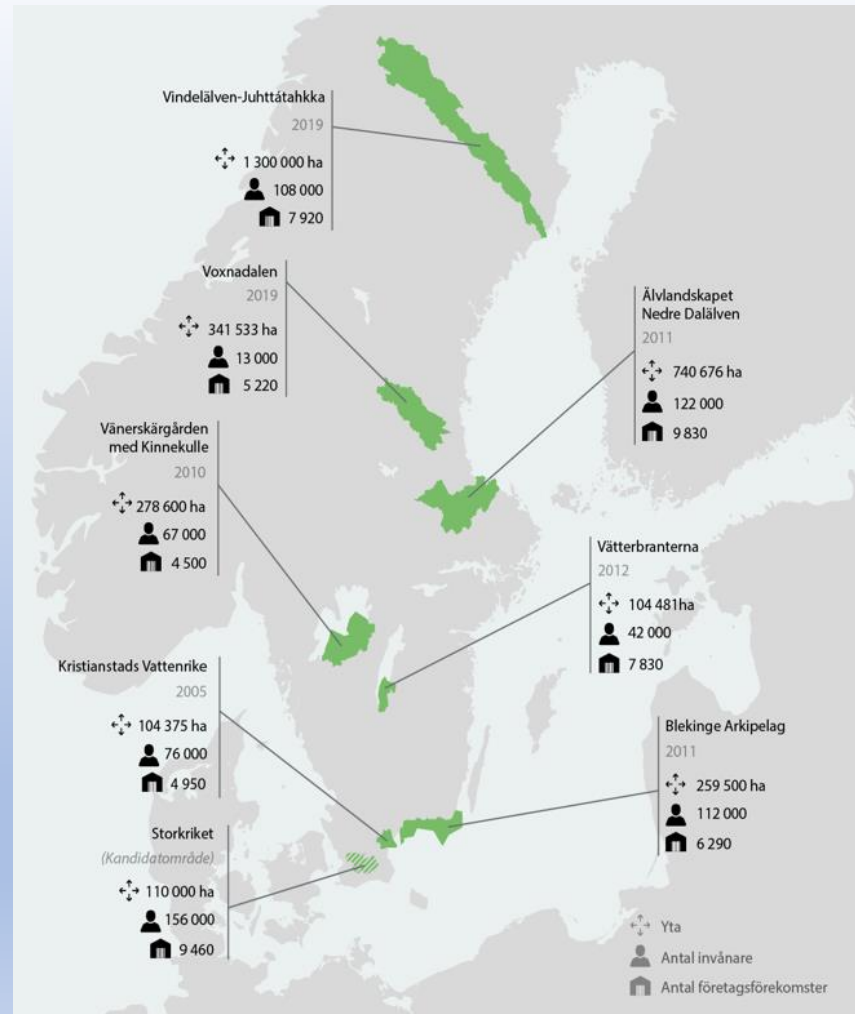 Vindelälven-Juhttátahkka
2019
1 300 000 ha
108 000
7 920
Voxnadalen
2019
341 533 ha
13 000
5 220
Vänerskärgården
med Kinnekulle
2010
278 600 ha
67 000
4 500
Kristianstads Vattenrike
2005
104 375 ha
76 000
4 950
Storkriket
(Kandidatområde)
110 000 ha
156 000
9 460
Älvlandskapet
Nedre Dalälven
2011
740 676 ha
122 000
9 830
Vätterbranterna
2012
104 481ha
42 000
7 830
Blekinge Arkipelag
2011
259 500 ha
112 000
6 290
Yta
Antal invånare
Antal företagsförekomster